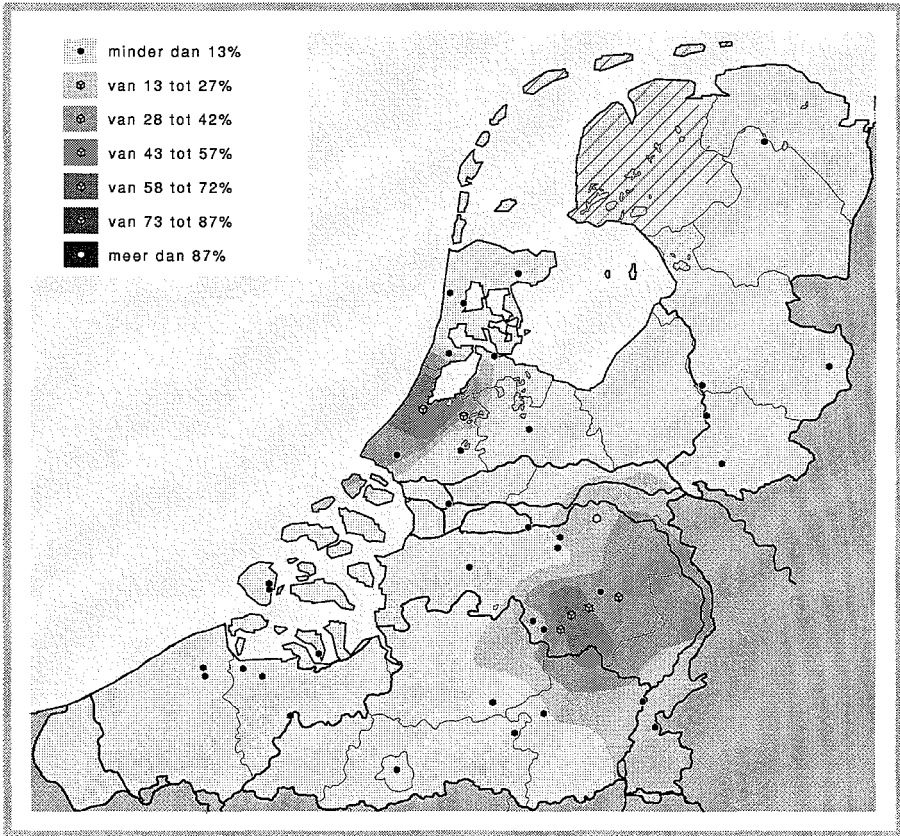 minder dan 13%
van 13 tot 27%
van 28 tot 42%
van 43 tot 57%
van 58 tot 72%
van 73 tot 87%
meer dan 87%